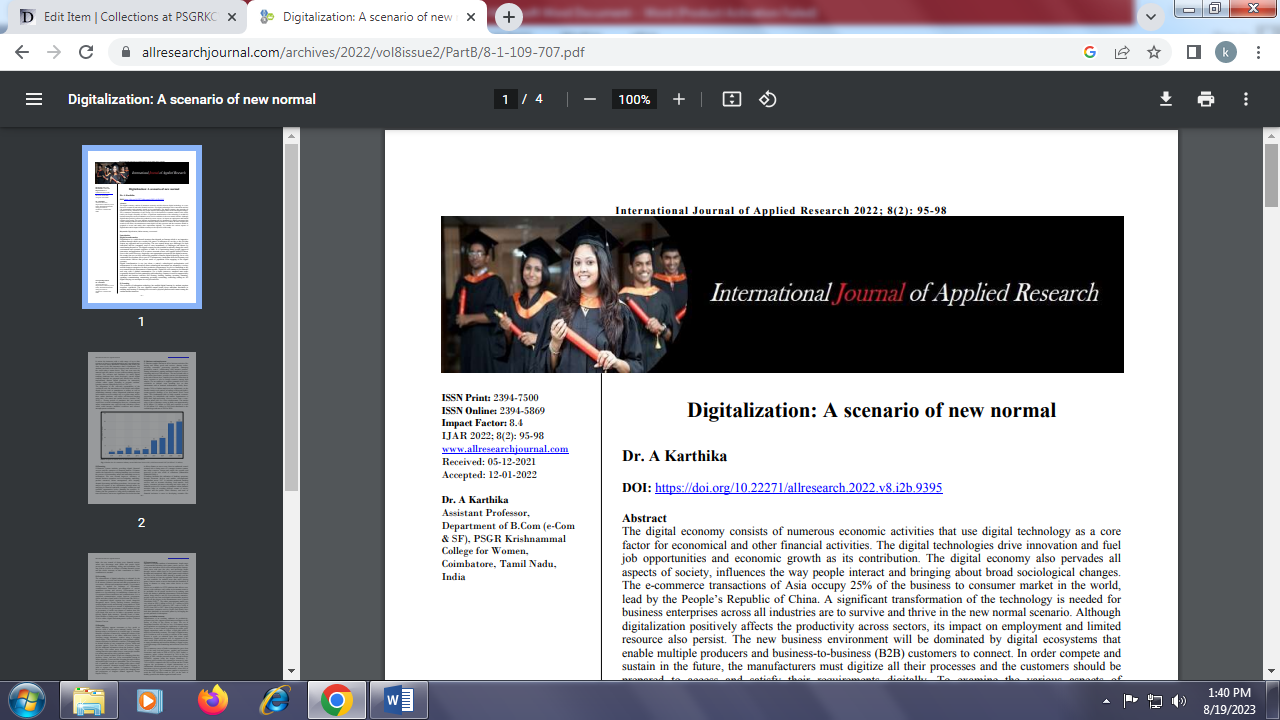 Edit Item | Collections at PSGRKC
Digitalization: A scenario of new
allresearchjournal.com/archives/2022/vol8issue2/PartB/8-1-109-707.pdf
k
Digitalization: A scenario of new normal
1 / 4
100%
1
2
International Journal of Applied Research 2022; 8(2): 95-98
International Journal of Applied Research
ISSN Print: 2394-7500
ISSN Online: 2394-5869
Impact Factor: 8.4
IJAR 2022; 8(2): 95-98
www.allresearchjournal.com
Received: 05-12-2021
Accepted: 12-01-2022
Dr. A Karthika
Assistant Professor,
Department of B.Com (e-Com
& SF), PSGR Krishnammal
College for Women,
Coimbatore, Tamil Nadu,
India
Digitalization: A scenario of new normal
Dr. A Karthika
DOI: https://doi.org/10.22271/allresearch.2022.v8.i2b.9395
Abstract
The digital economy consists of numerous economic activities that use digital technology as a core
factor for economical and other financial activities. The digital technologies drive innovation and fuel
job opportunities and economic growth as its contribution. The digital economy also pervades all
aspects of society, influences the way people interact and bringing about broad sociological changes.
The e-commerce transactions of Asia occupy 25% of the business to consumer market in the world,
lead by the People's Republic of China. A significant transformation of the technology is needed for
business enterprises across all industries are to survive and thrive in the new normal scenario. Although
digitalization positively affects the productivity across sectors, its impact on employment and limited
resource also persist. The new business environment will be dominated by digital ecosystems that
enable multiple producers and business-to-business (B2B) customers to connect. In order compete and
sustain in the future, the manufacturers must digitize all their processes and the customers should be
prepared to access and satisfy their requirements digitally. To examine the various aspects of
1:40 PM
8/19/2023